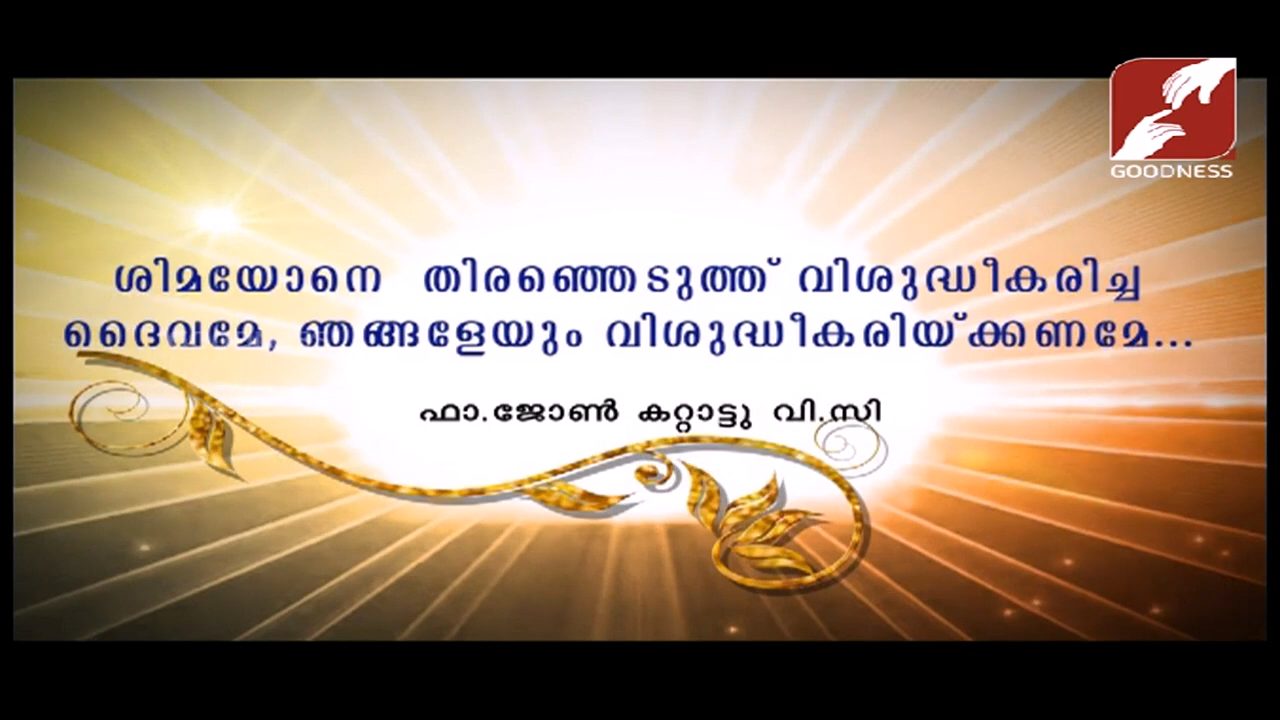 GOODNESS
ശിമയോനെ തിരഞ്ഞെടുത്ത് വിശുദ്ധീകരിച്ച
ദൈവമേ, ഞങ്ങളേയും വിശുദ്ധീകരിയ്ക്കണമേ...
ഫാ.ജോൺ കറ്റാട്ടു വി.സി